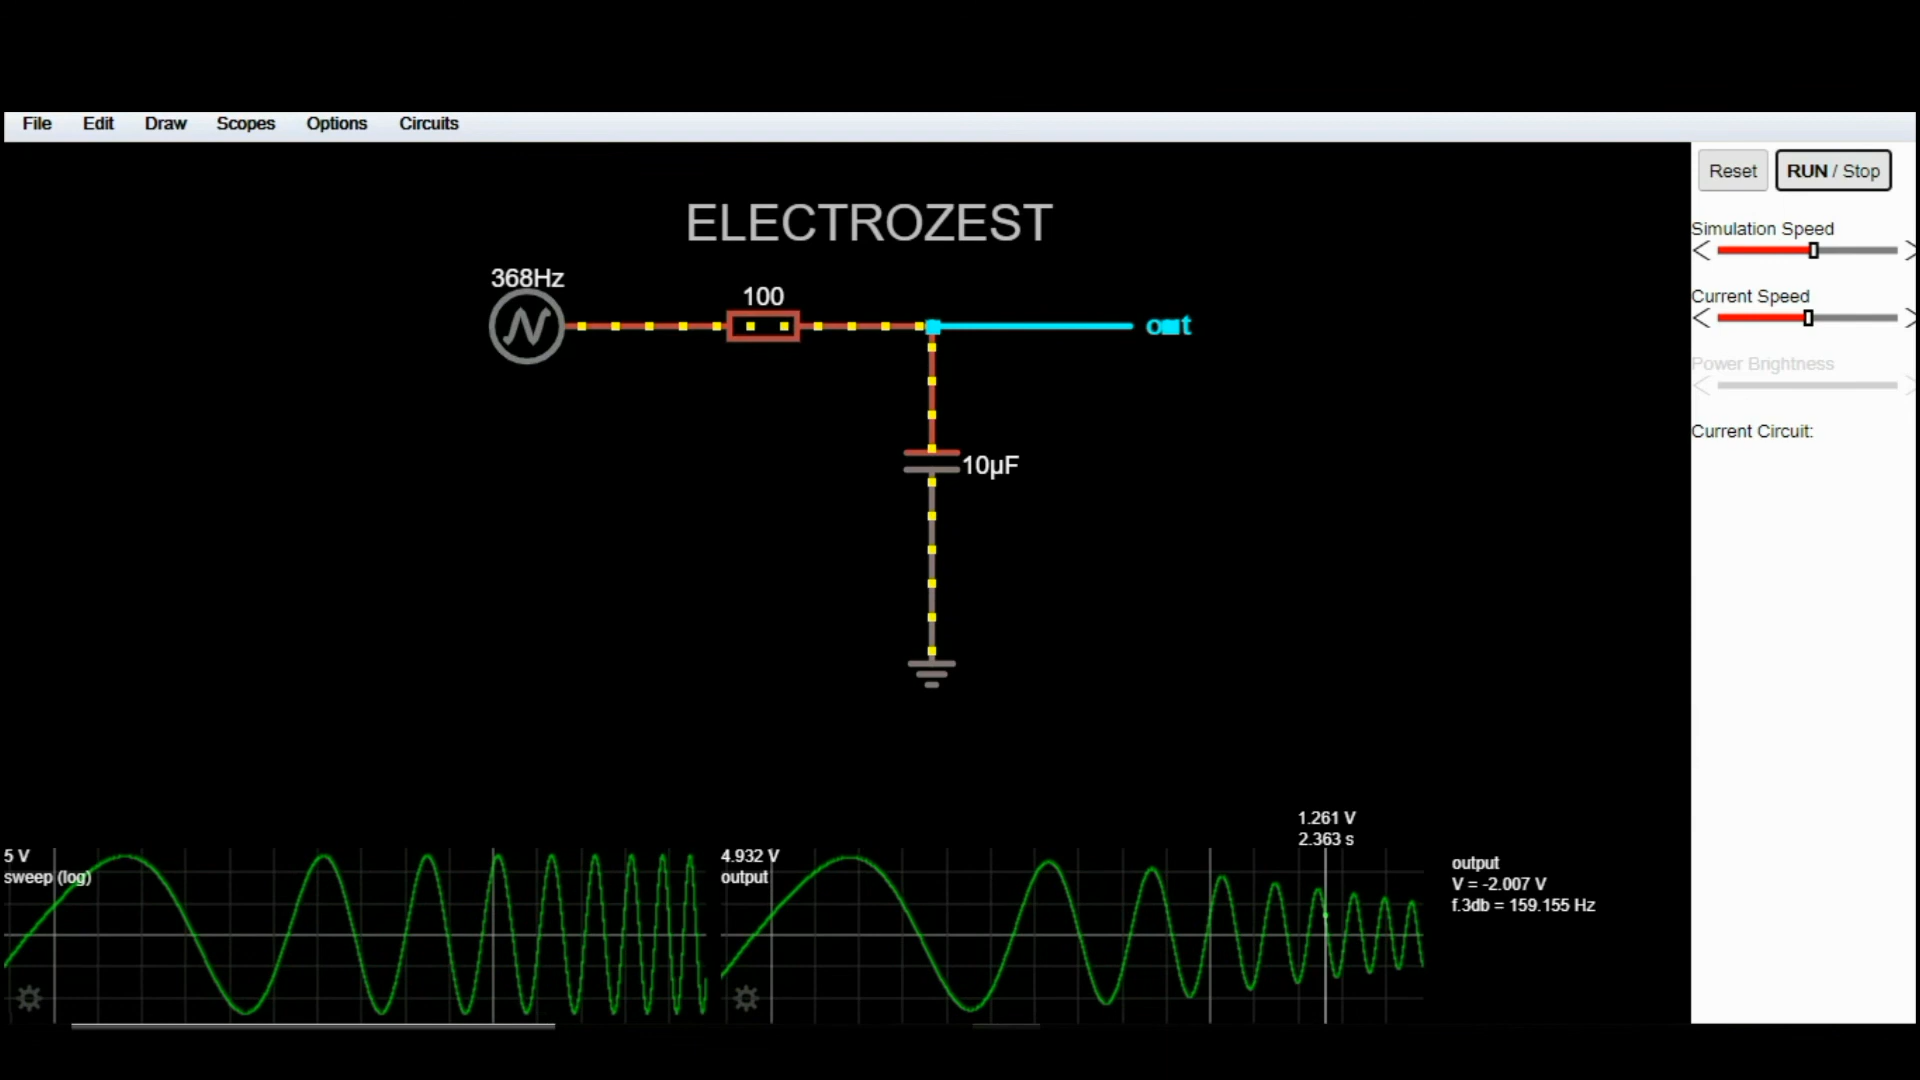 File Edit Draw Scopes Options Circuits
Reset RUN / Stop
Simulation Speed
Current Speed
Power Brightness
Current Circuit:
ELECTROZEST
368Hz
100
out
10µF
5 V
sweep (log)
4.932 V
output
1.261 V
2.363 s
output
V = -2.007 V
f.3db = 159.155 Hz